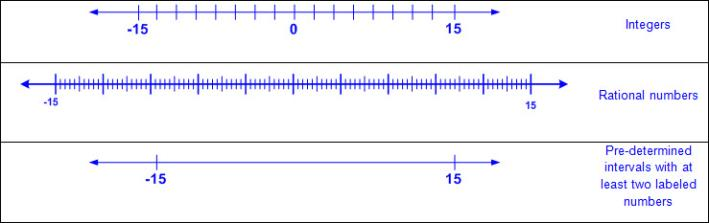 -15 0 15
Integers
-15 15
Rational numbers
-15 15
Pre-determined
intervals with at
least two labeled
numbers